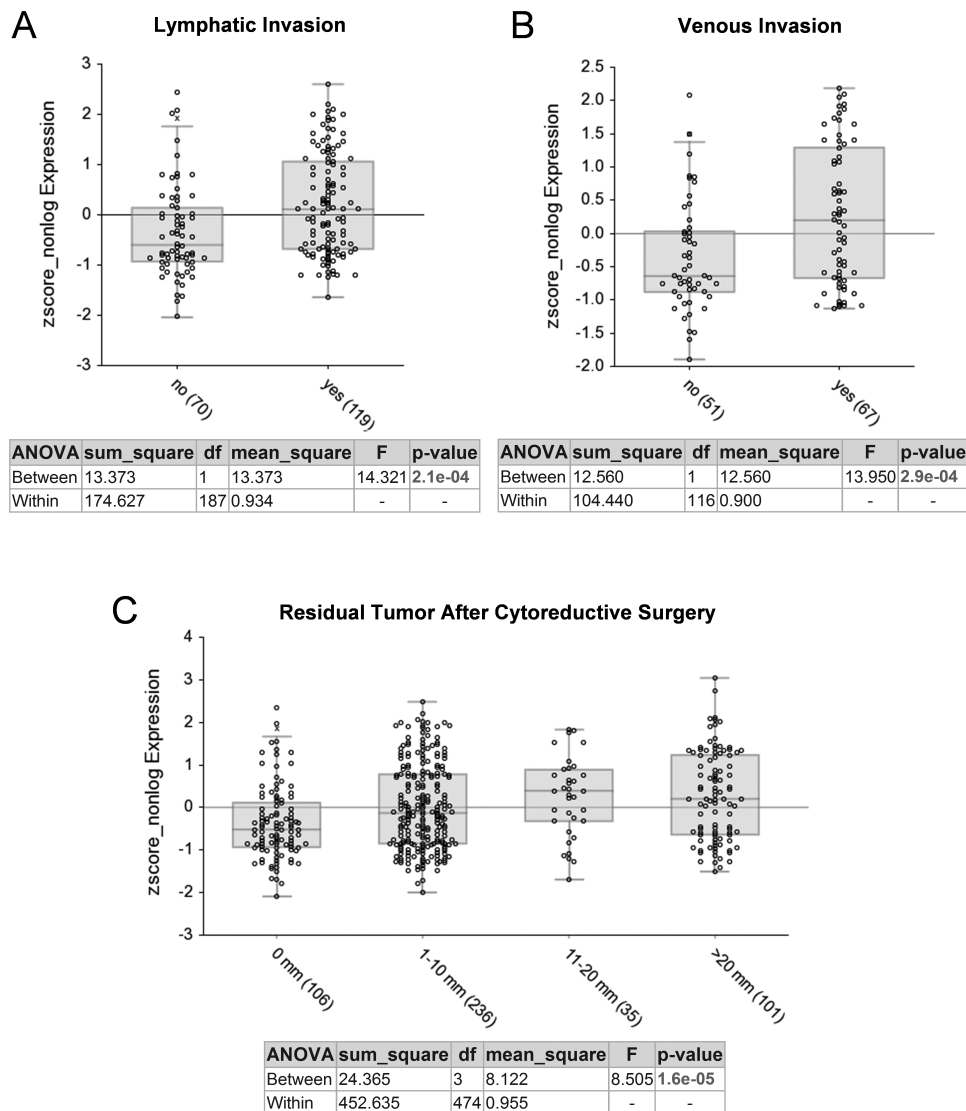 A
Lymphatic Invasion
zscore_nonlog Expression
3
2
1
0
-1
-2
-3
no (70)
yes (119)
ANOVA sum_square df mean_square F p-value
Between 13.373 1 13.373 14.321 2.1e-04
Within 174.627 187 0.934 - -
B
Venous Invasion
zscore_nonlog Expression
2.5
2.0
1.5
1.0
0.5
0.0
-0.5
-1.0
-1.5
-2.0
no (51)
yes (67)
ANOVA sum_square df mean_square F p-value
Between 12.560 1 12.560 13.950 2.9e-04
Within 104.440 116 0.900 - -
C
Residual Tumor After Cytoreductive Surgery
zscore_nonlog Expression
4
3
2
1
0
-1
-2
-3
0 mm (106)
1-10 mm (236)
11-20 mm (35)
>20 mm (101)
ANOVA sum_square df mean_square F p-value
Between 24.365 3 8.122 8.505 1.6e-05
Within 452.635 474 0.955 - -